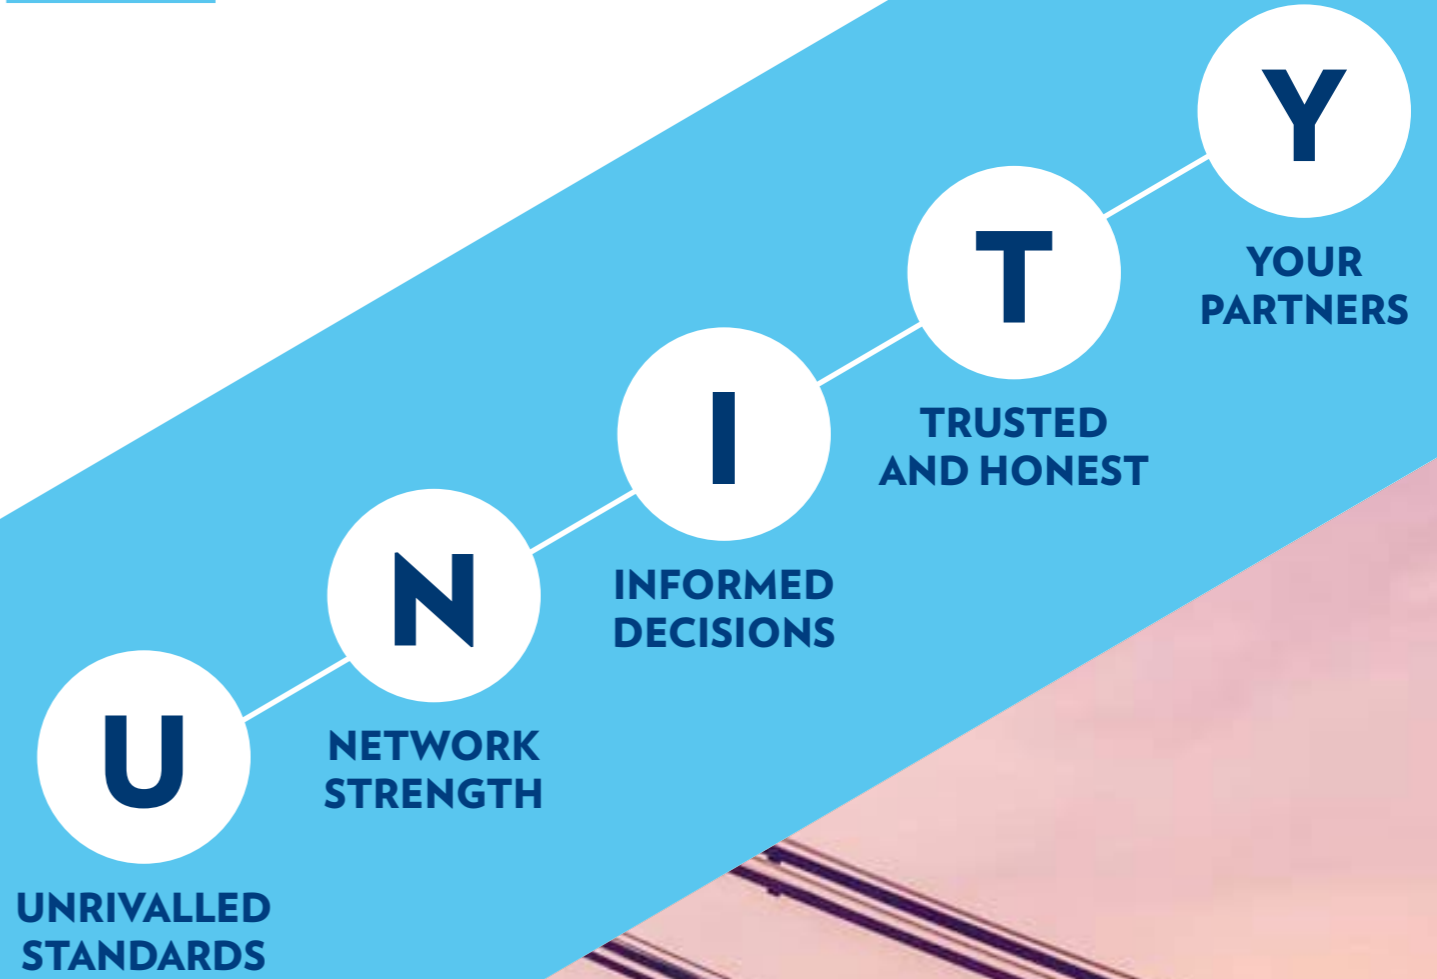 U
UNRIVALLED
STANDARDS
N
NETWORK
STRENGTH
I
INFORMED
DECISIONS
T
TRUSTED
AND HONEST
Y
YOUR
PARTNERS